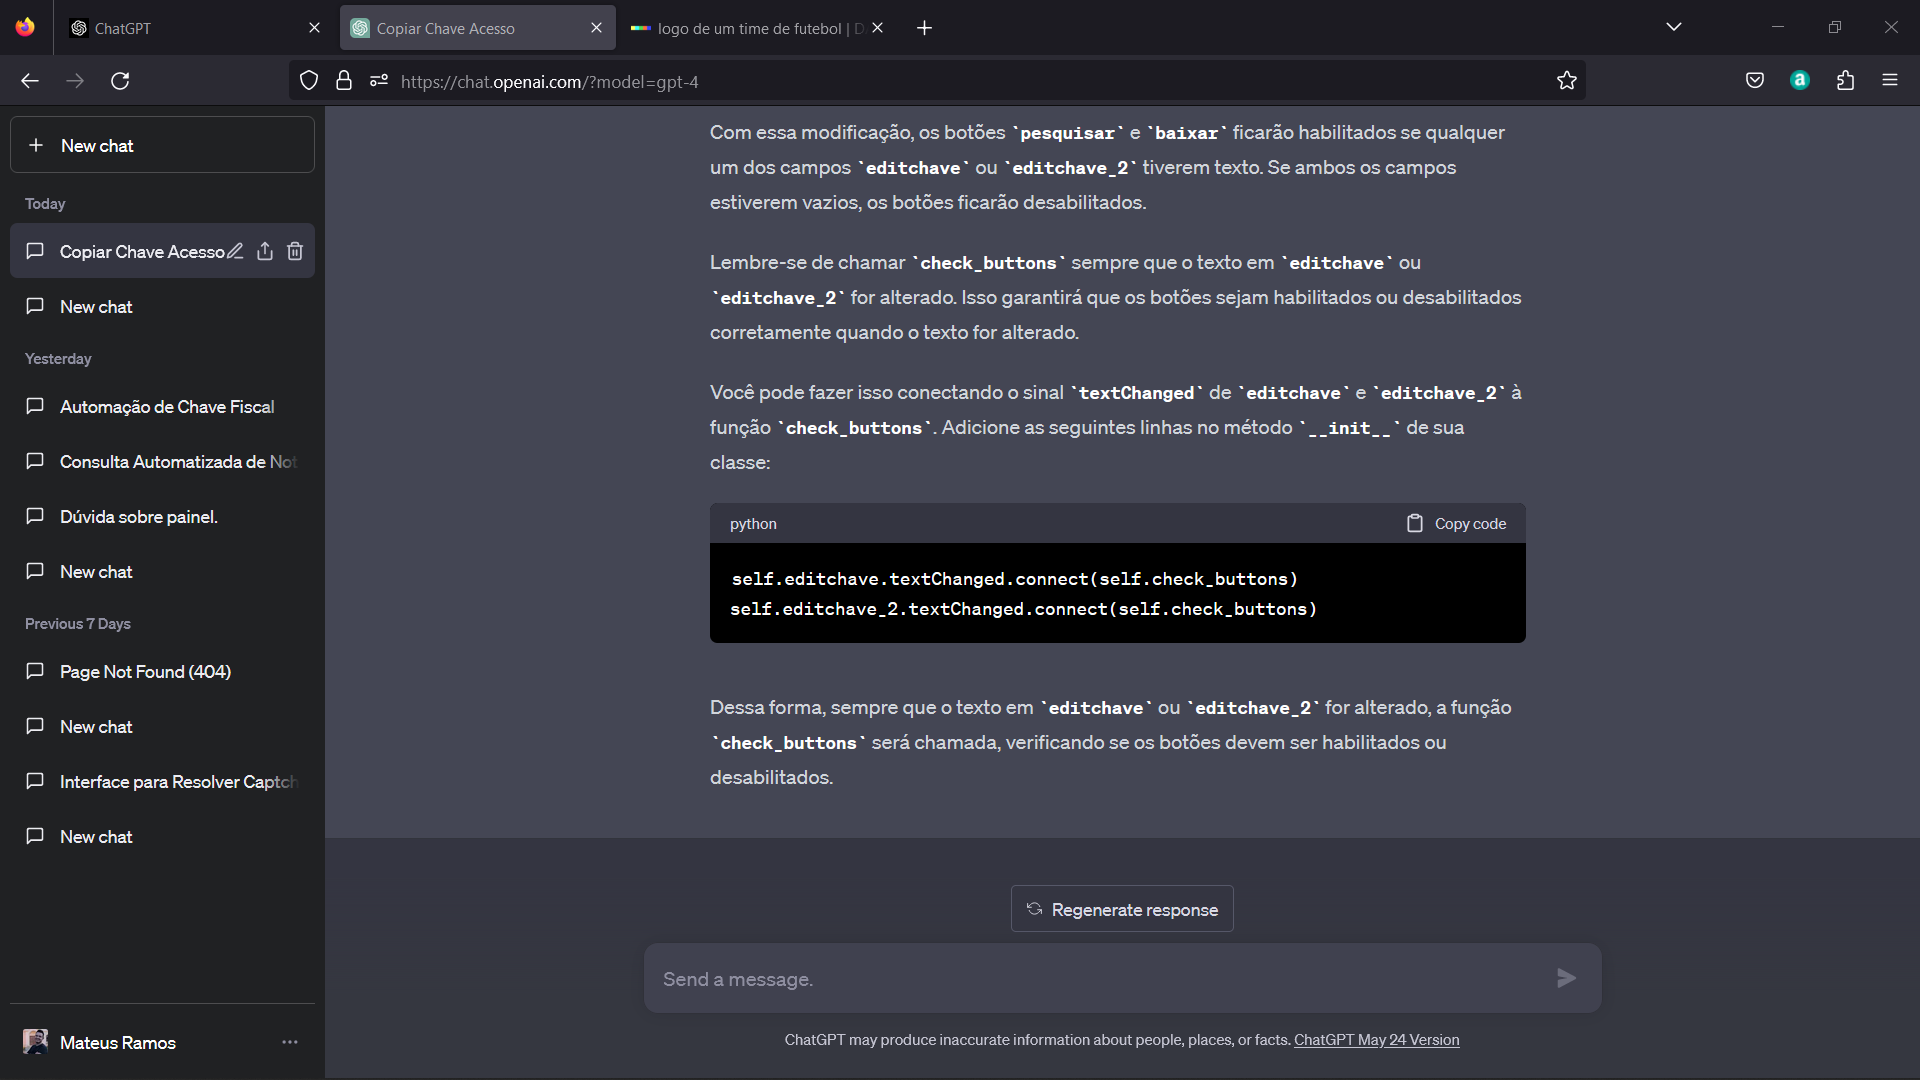 ChatGPT
Copiar Chave Acesso
logo de um time de futebol |
https://chat.openai.com/?model=gpt-4
New chat
Today
Copiar Chave Acesso
New chat
Yesterday
Automação de Chave Fiscal
Consulta Automatizada de Not
Dúvida sobre painel.
New chat
Previous 7 Days
Page Not Found (404)
New chat
Interface para Resolver Captch
New chat
Mateus Ramos
Com essa modificação, os botões `pesquisar` e `baixar` ficarão habilitados se qualquer
um dos campos `editchave` ou `editchave_2` tiverem texto. Se ambos os campos
estiverem vazios, os botões ficarão desabilitados.
Lembre-se de chamar `check_buttons` sempre que o texto em `editchave` ou
`editchave_2` for alterado. Isso garantirá que os botões sejam habilitados ou desabilitados
corretamente quando o texto for alterado.
Você pode fazer isso conectando o sinal `textChanged` de `editchave` e `editchave_2` à
função `check_buttons`. Adicione as seguintes linhas no método `__init__` de sua
classe:
python
Copy code
self.editchave.textChanged.connect(self.check_buttons)
self.editchave_2.textChanged.connect(self.check_buttons)
Dessa forma, sempre que o texto em `editchave` ou `editchave_2` for alterado, a função
`check_buttons` será chamada, verificando se os botões devem ser habilitados ou
desabilitados.
Regenerate response
Send a message.
ChatGPT may produce inaccurate information about people, places, or facts. ChatGPT May 24 Version